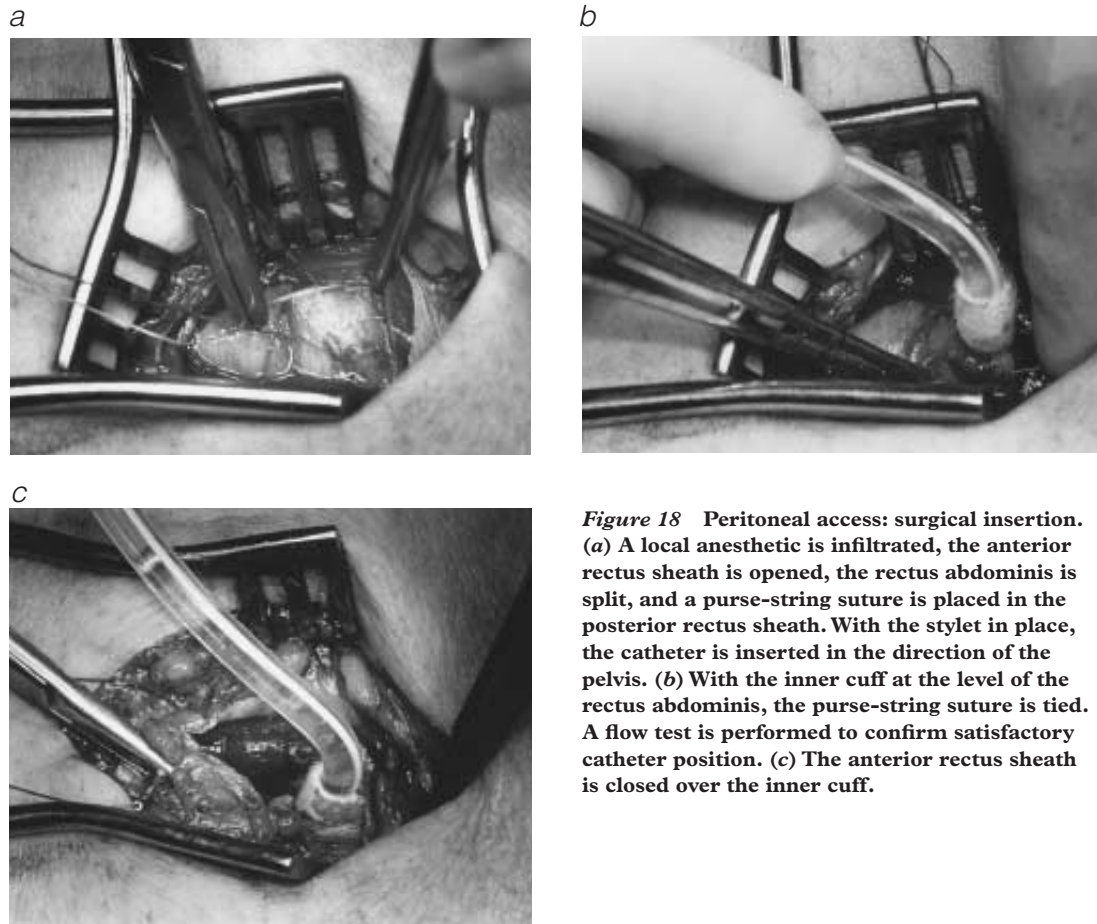 a
b
c
Figure 18 Peritoneal access: surgical insertion.
(a) A local anesthetic is infiltrated, the anterior
rectus sheath is opened, the rectus abdominis is
split, and a purse-string suture is placed in the
posterior rectus sheath. With the stylet in place,
the catheter is inserted in the direction of the
pelvis. (b) With the inner cuff at the level of the
rectus abdominis, the purse-string suture is tied.
A flow test is performed to confirm satisfactory
catheter position. (c) The anterior rectus sheath
is closed over the inner cuff.